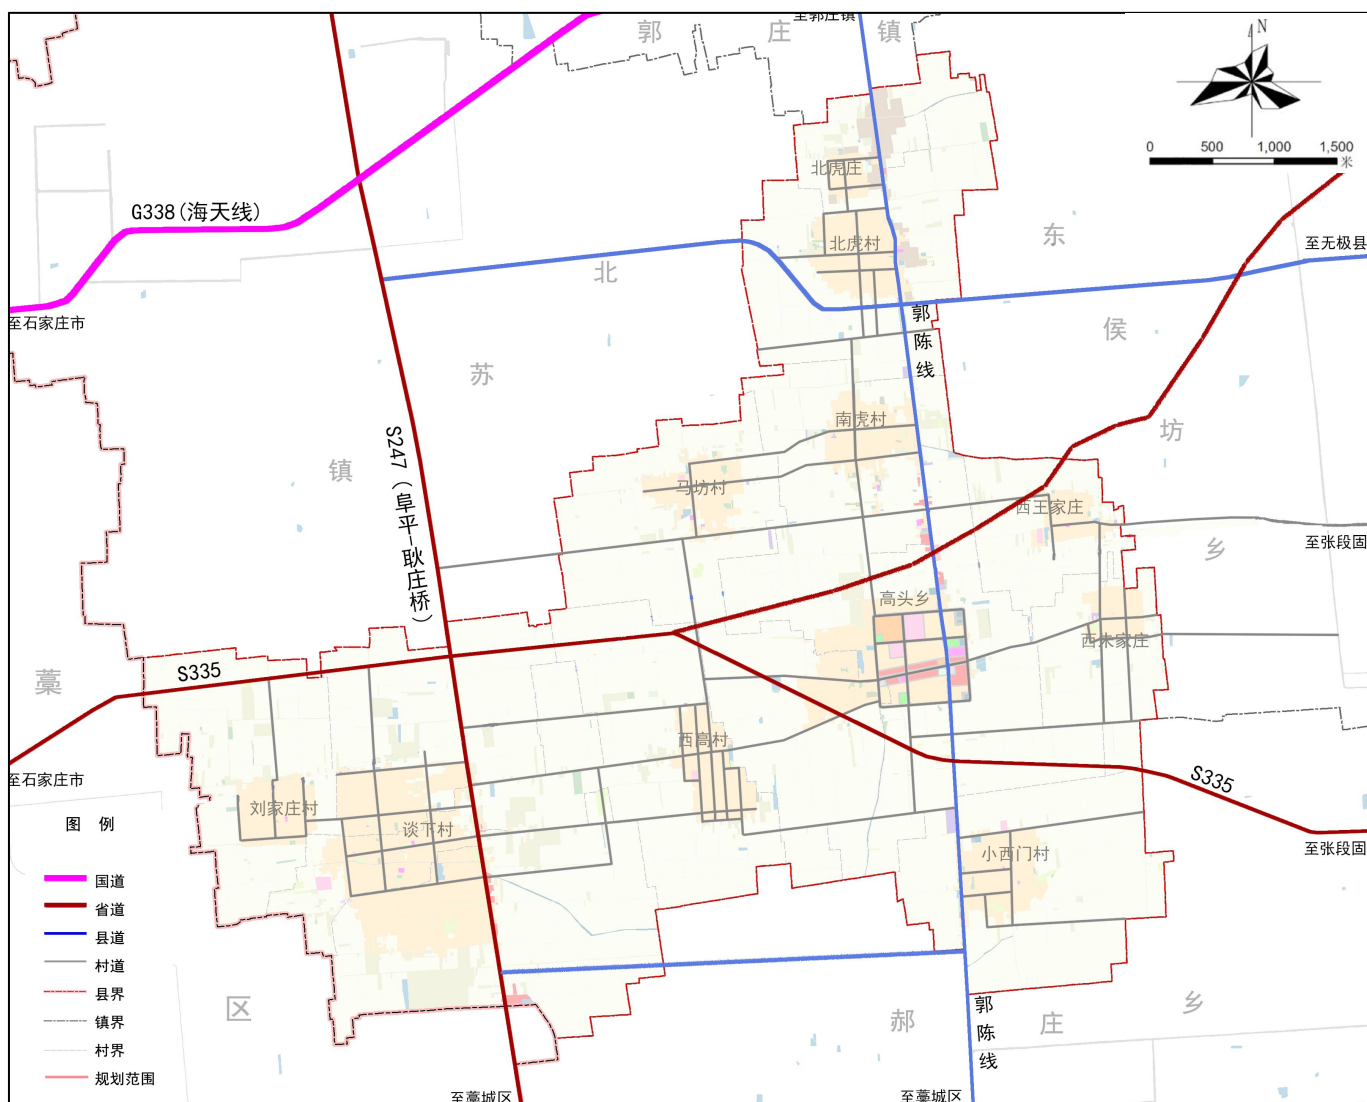 至郭庄镇
郭 庄 镇
N
0 500 1,000 1,500
米
北虎庄
G338(海天线)
东
北虎村
至无极县
北
至石家庄市
郭陈线
侯
苏
南虎村
坊
镇
S247(阜平-耿庄桥)
马坊村
西王家庄
至张段固
乡
高头乡
西朱家庄
藁
S335
西高村
至石家庄市
S335
刘家庄村
图 例
谈下村
至张段固
小西门村
国道
省道
县道
村道
县界
镇界
村界
规划范围
区
郝 庄 乡
郭陈线
至藁城区
至藁城区